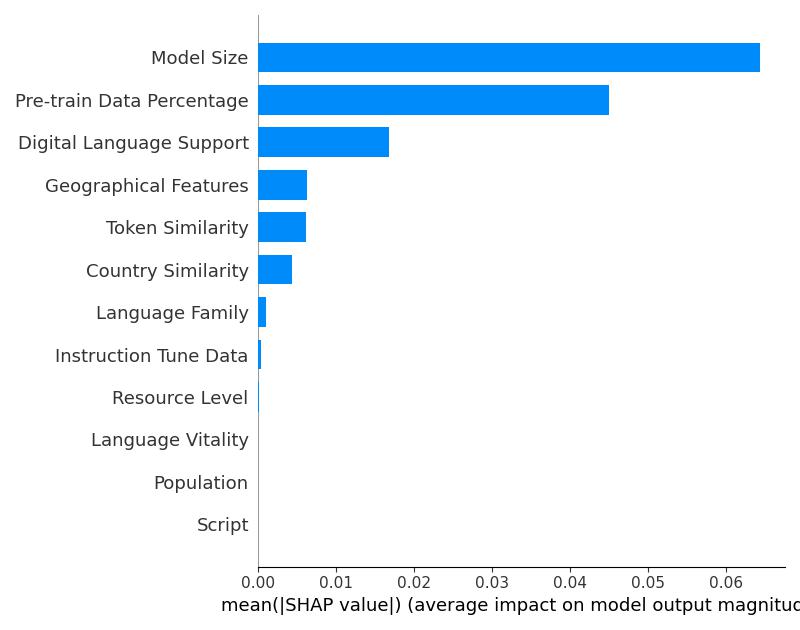 Model Size
Pre-train Data Percentage
Digital Language Support
Geographical Features
Token Similarity
Country Similarity
Language Family
Instruction Tune Data
Resource Level
Language Vitality
Population
Script
0.00 0.01 0.02 0.03 0.04 0.05 0.06
mean(|SHAP value|) (average impact on model output magnitud